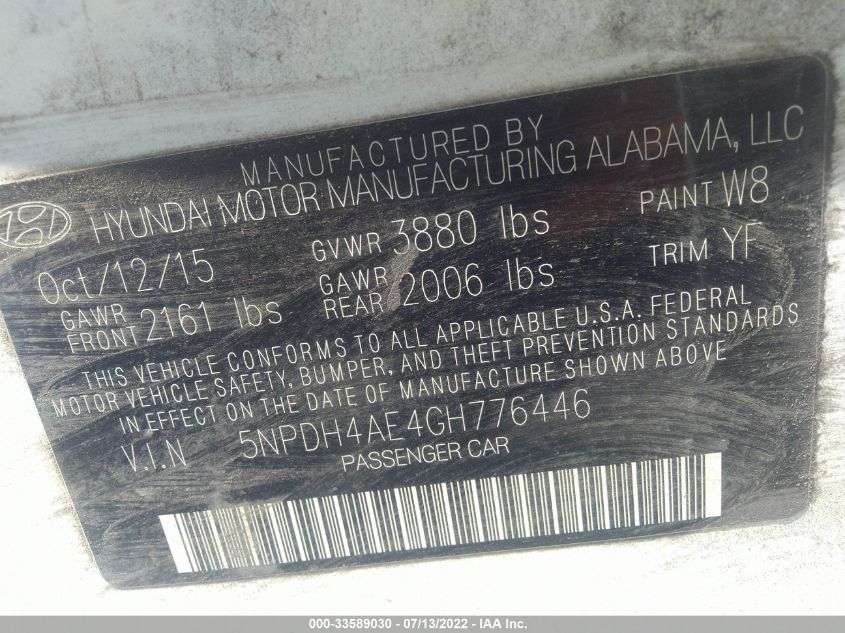 MANUFACTURED BY
HYUNDAI MOTOR MANUFACTURING ALABAMA, LLC
Oct/12/15 GVWR 3880 lbs PAINT W8
GAWR FRONT 2161 lbs GAWR REAR 2006 lbs TRIM YF
THIS VEHICLE CONFORMS TO ALL APPLICABLE U.S.A. FEDERAL
MOTOR VEHICLE SAFETY, BUMPER, AND THEFT PREVENTION STANDARDS
IN EFFECT ON THE DATE OF MANUFACTURE SHOWN ABOVE
V.I.N 5NPDH4AE4GH776446
PASSENGER CAR
000-33589030 - 07/13/2022 - IAA Inc.